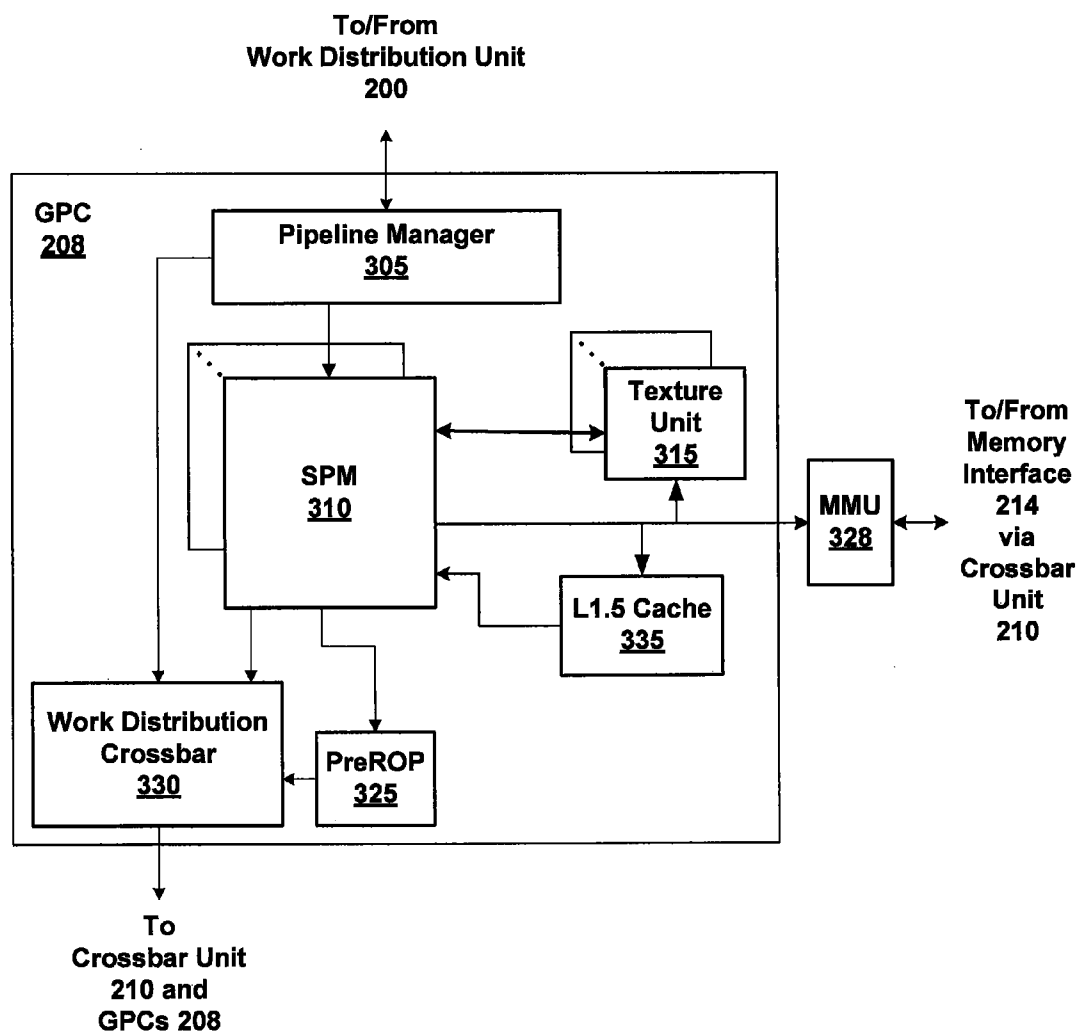 To/From
Work Distribution Unit
200
GPC
208
Pipeline Manager
305
Texture
Unit
315
SPM
310
MMU
328
To/From
Memory
Interface
214
via
Crossbar
Unit
210
L1.5 Cache
335
Work Distribution
Crossbar
330
PreROP
325
To
Crossbar Unit
210 and
GPCs 208